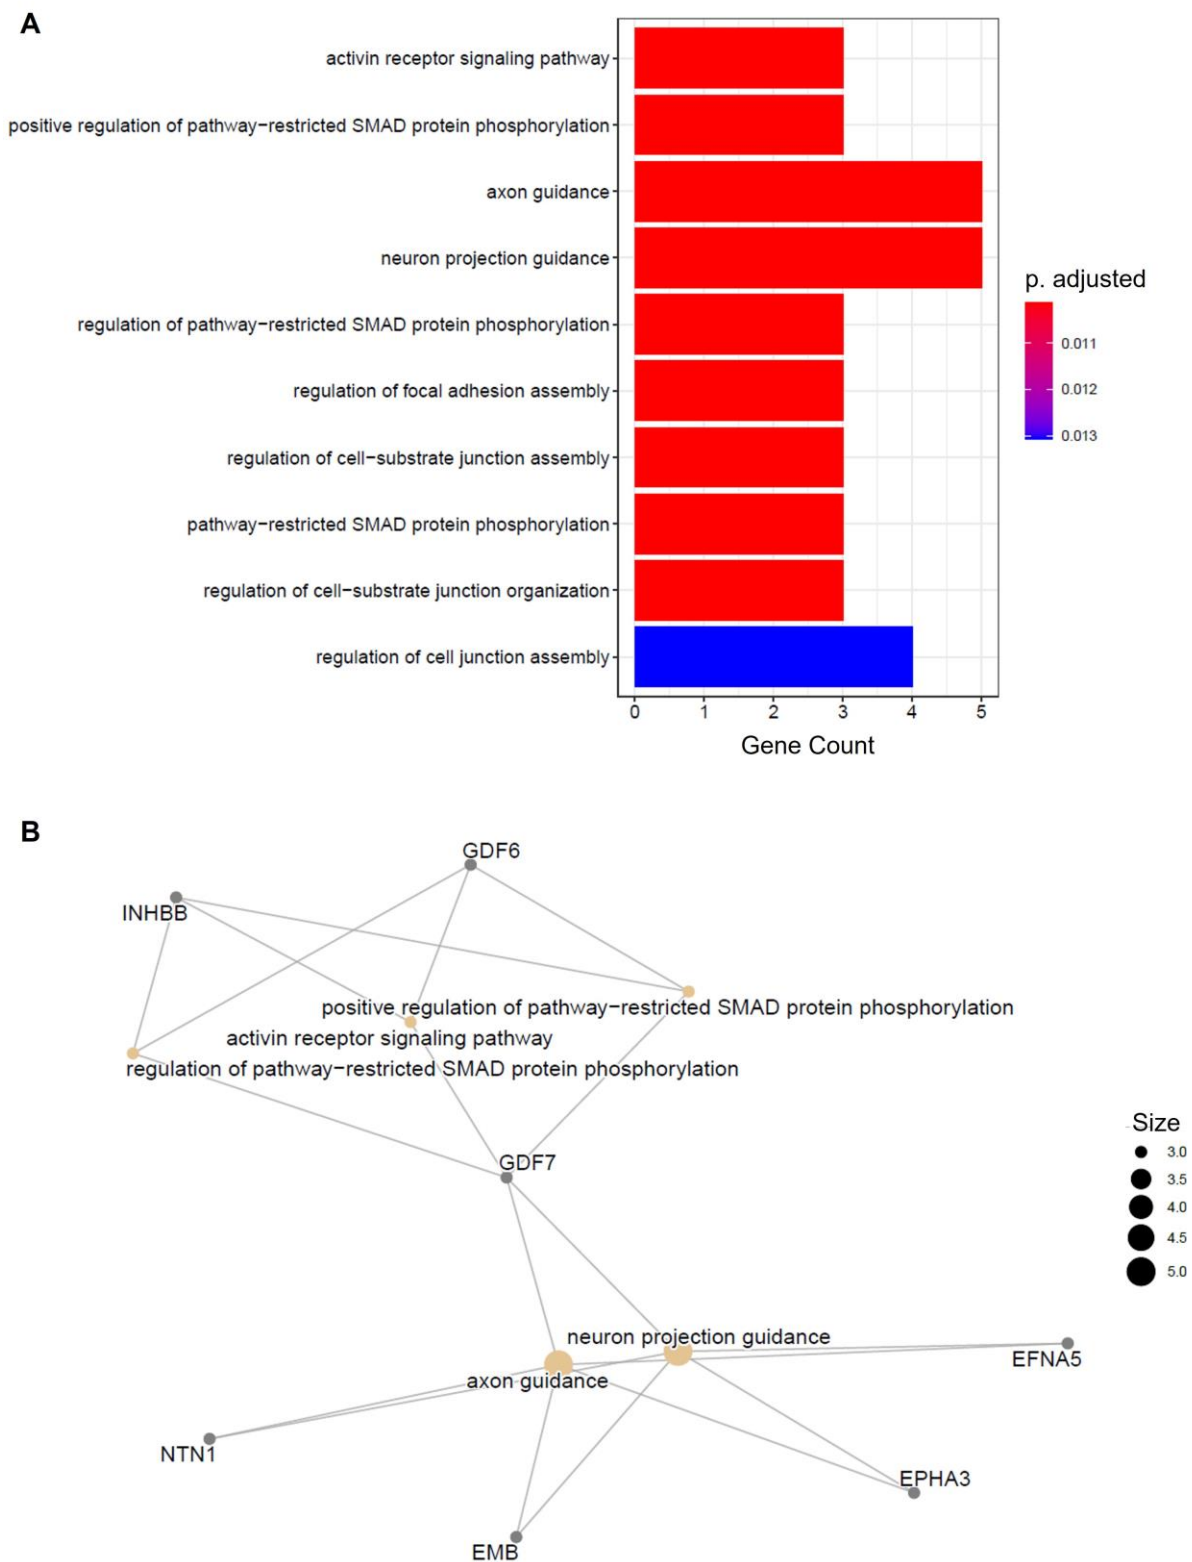 A
activin receptor signaling pathway
positive regulation of pathway-restricted SMAD protein phosphorylation
axon guidance
neuron projection guidance
regulation of pathway-restricted SMAD protein phosphorylation
regulation of focal adhesion assembly
regulation of cell-substrate junction assembly
pathway-restricted SMAD protein phosphorylation
regulation of cell-substrate junction organization
regulation of cell junction assembly
0 1 2 3 4 5
Gene Count
p. adjusted
0.011
0.012
0.013
B
GDF6
INHBB
positive regulation of pathway-restricted SMAD protein phosphorylation
activin receptor signaling pathway
regulation of pathway-restricted SMAD protein phosphorylation
GDF7
neuron projection guidance
axon guidance
EFNA5
NTN1
EPHA3
EMB
Size
3.0
3.5
4.0
4.5
5.0